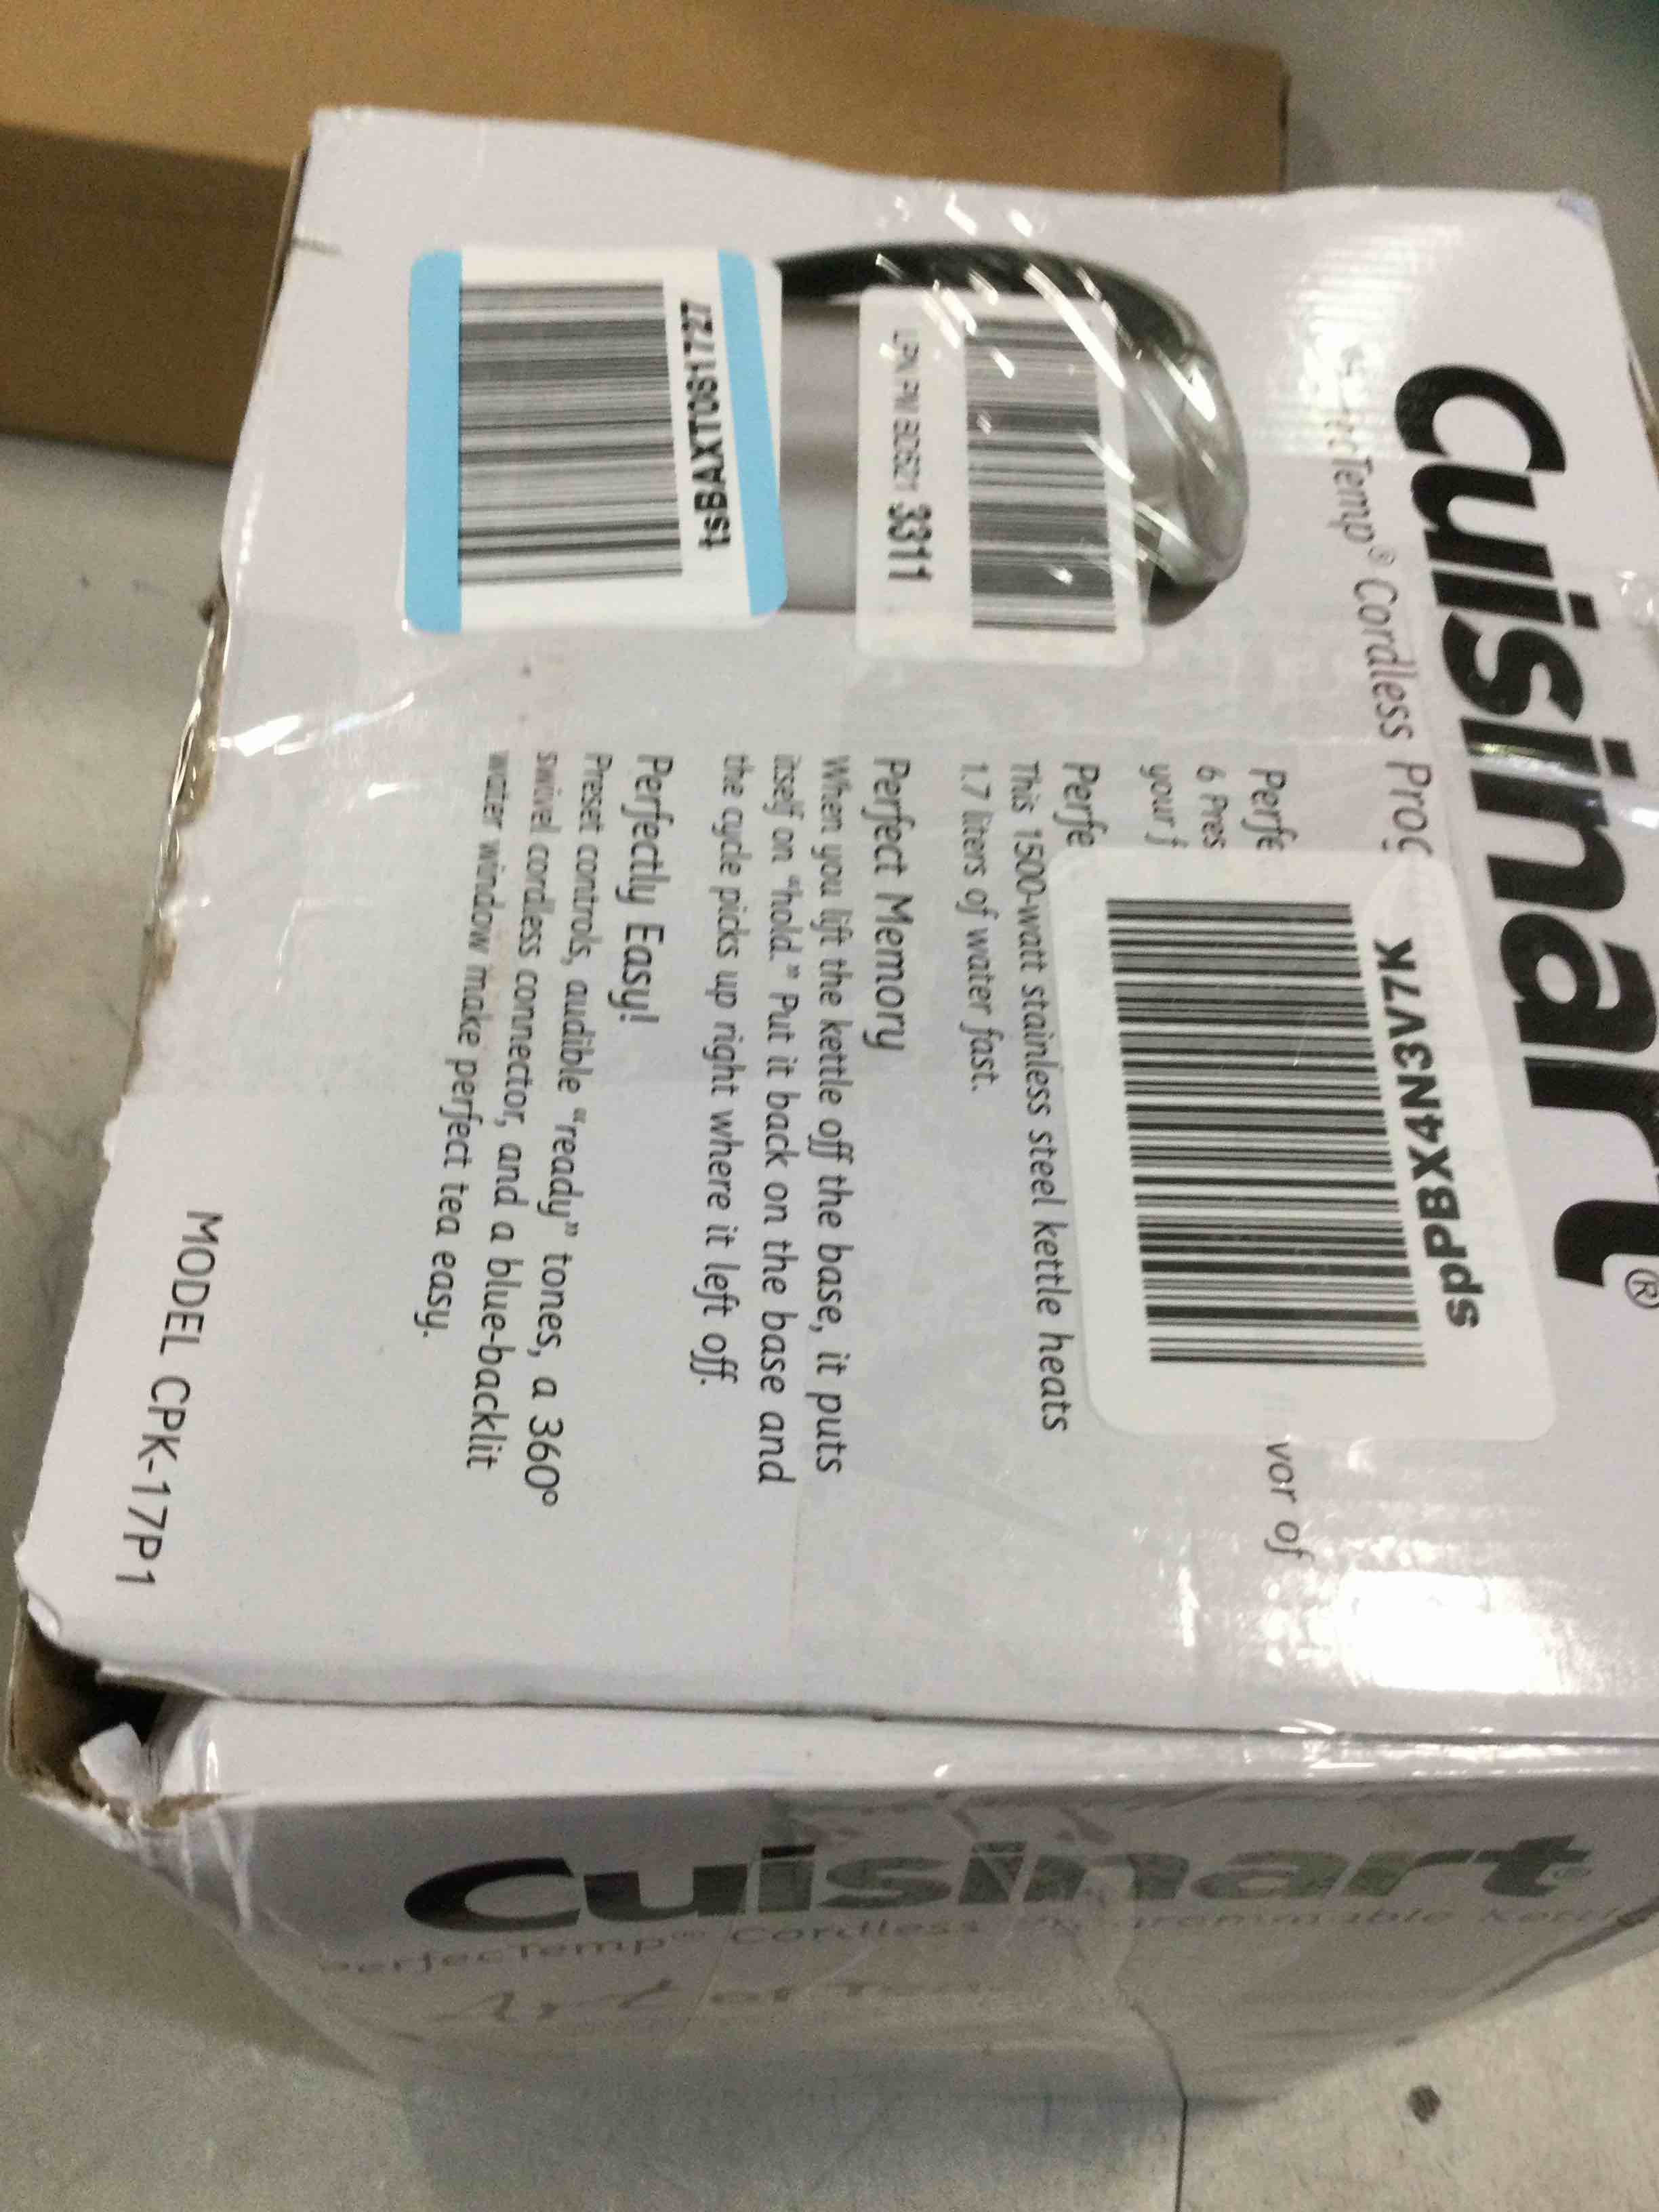 Cuisinart®
Temp® Cordless Prog
spPBX4N3V7K
Perfe
6 Pres
your f
vor of
Perfe
This 1500-watt stainless steel kettle heats
1.7 liters of water fast.
Perfect Memory
When you lift the kettle off the base, it puts
itself on "hold." Put it back on the base and
the cycle picks up right where it left off.
Perfectly Easy!
Preset controls, audible "ready" tones, a 360°
swivel cordless connector, and a blue-backlit
water window make perfect tea easy.
MODEL CPK-17P1
3311
Cuisinart
PerfecTemp® Cordless Programmable Kettle